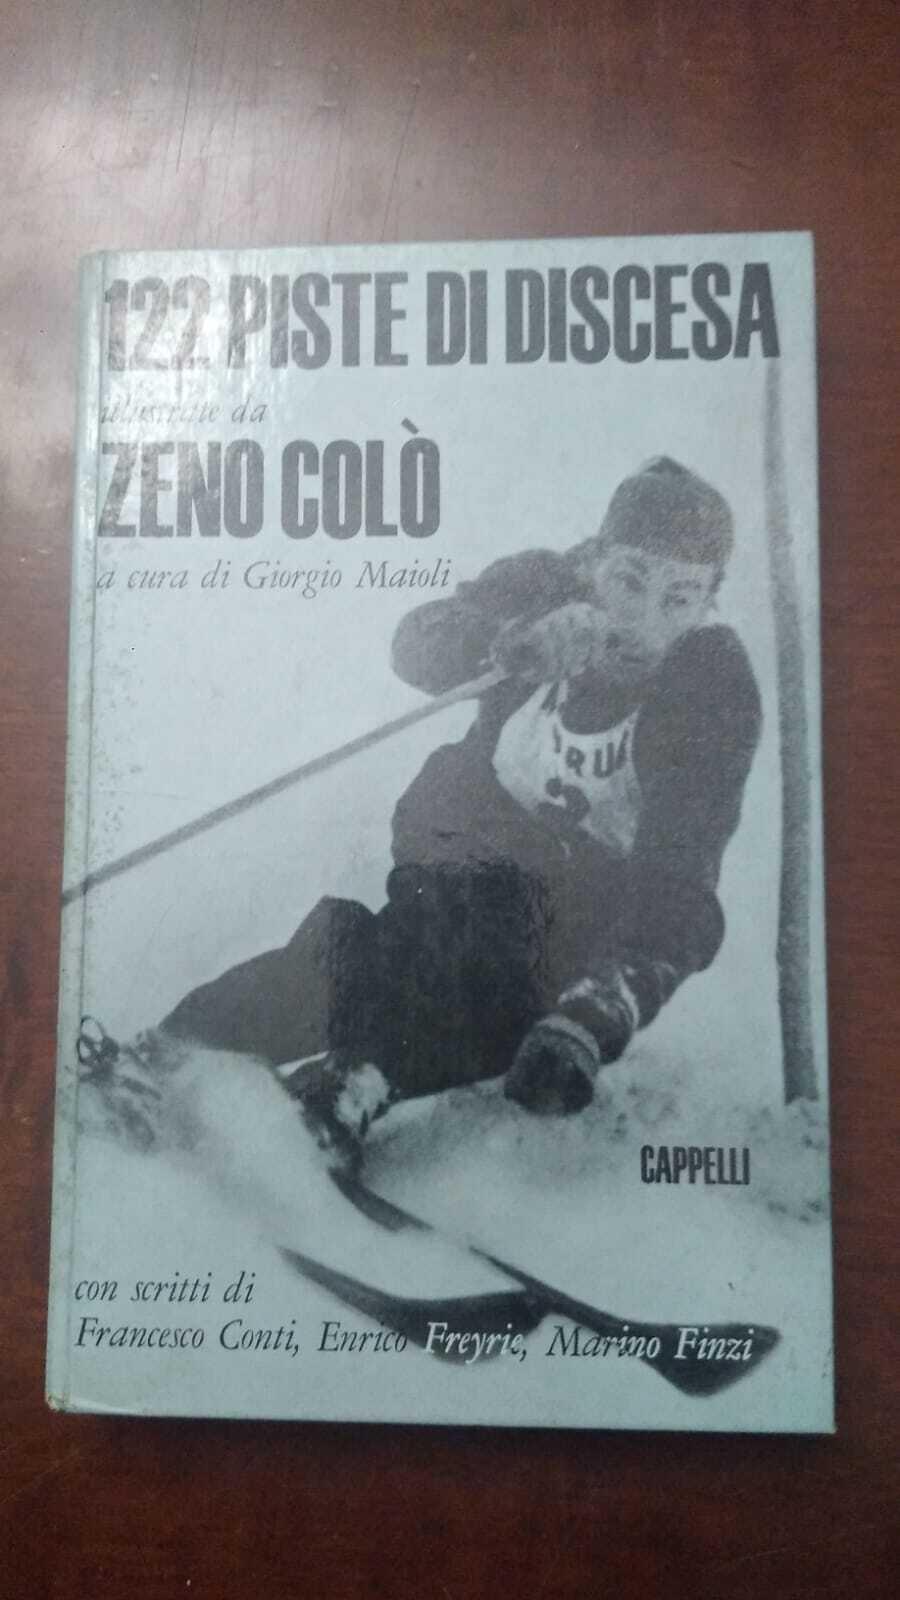 122 PISTE DI DISCESA
illustrate da
ZENO COLÒ
a cura di Giorgio Maioli
CAPPELLI
con scritti di
Francesco Conti, Enrico Freyrie, Marino Finzi